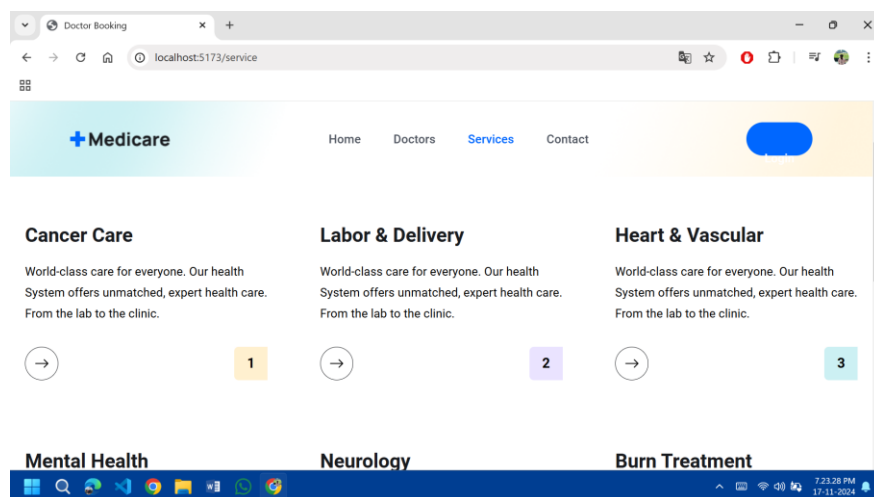 Doctor Booking
localhost:5173/service
Medicare
Home Doctors Services Contact
Cancer Care
World-class care for everyone. Our health
System offers unmatched, expert health care.
From the lab to the clinic.
1
Labor & Delivery
World-class care for everyone. Our health
System offers unmatched, expert health care.
From the lab to the clinic.
2
Heart & Vascular
World-class care for everyone. Our health
System offers unmatched, expert health care.
From the lab to the clinic.
3
Mental Health
Neurology
Burn Treatment
7.23.28 PM
17-11-2024